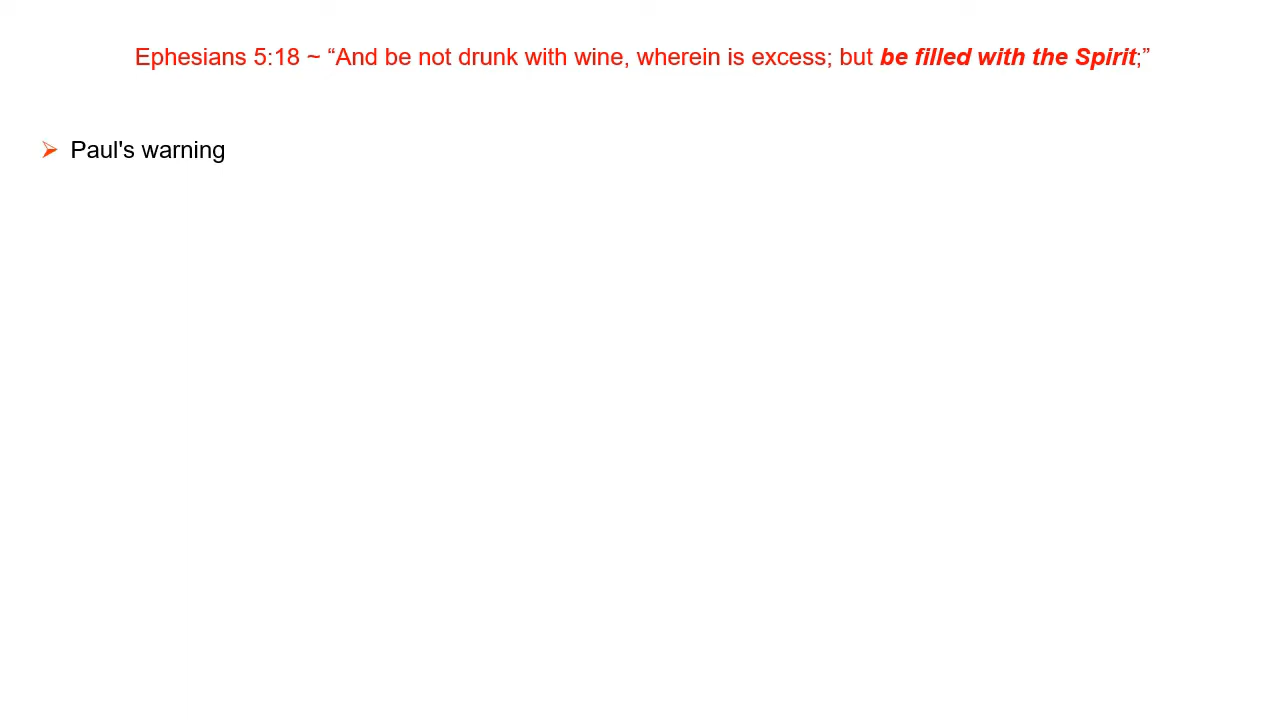 Ephesians 5:18 ~ “And be not drunk with wine, wherein is excess; but be filled with the Spirit;”
➢ Paul's warning